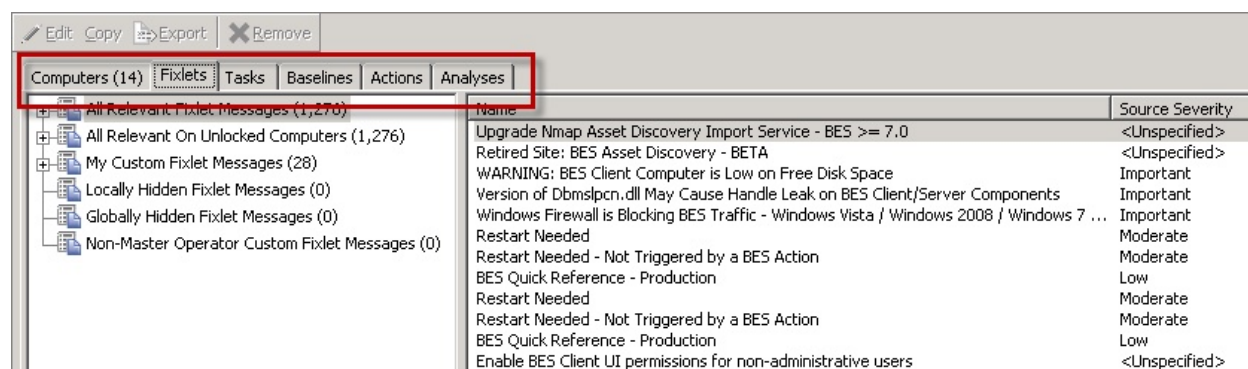 Edit Copy Export Remove
Computers (14) Fixlets Tasks Baselines Actions Analyses
All Relevant Fixlet Messages (1,276)
All Relevant On Unlocked Computers (1,276)
My Custom Fixlet Messages (28)
Locally Hidden Fixlet Messages (0)
Globally Hidden Fixlet Messages (0)
Non-Master Operator Custom Fixlet Messages (0)
Name Source Severity
Upgrade Nmap Asset Discovery Import Service - BES >= 7.0 <Unspecified>
Retired Site: BES Asset Discovery - BETA <Unspecified>
WARNING: BES Client Computer is Low on Free Disk Space Important
Version of Dbmslpcn.dll May Cause Handle Leak on BES Client/Server Components Important
Windows Firewall is Blocking BES Traffic - Windows Vista / Windows 2008 / Windows 7 ... Important
Restart Needed Moderate
Restart Needed - Not Triggered by a BES Action Moderate
BES Quick Reference - Production Low
Restart Needed Moderate
Restart Needed - Not Triggered by a BES Action Moderate
BES Quick Reference - Production Low
Enable BES Client UI permissions for non-administrative users <Unspecified>